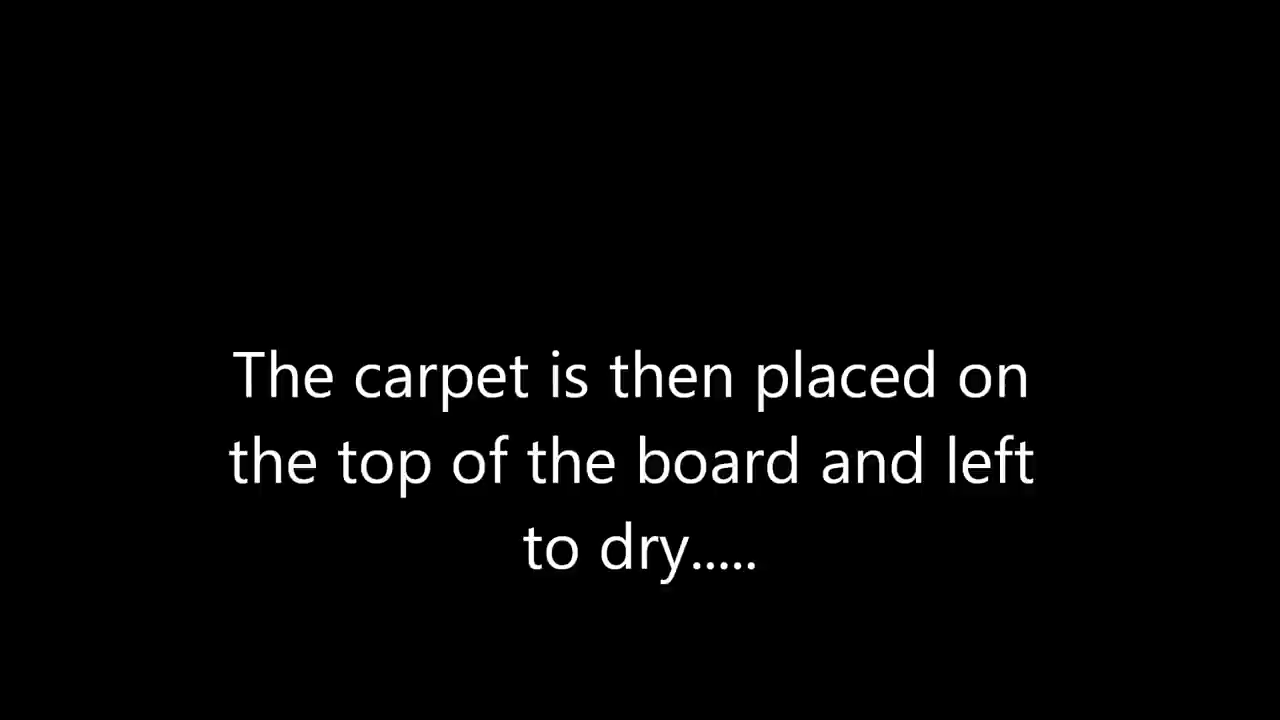 The carpet is then placed on
the top of the board and left
to dry.....